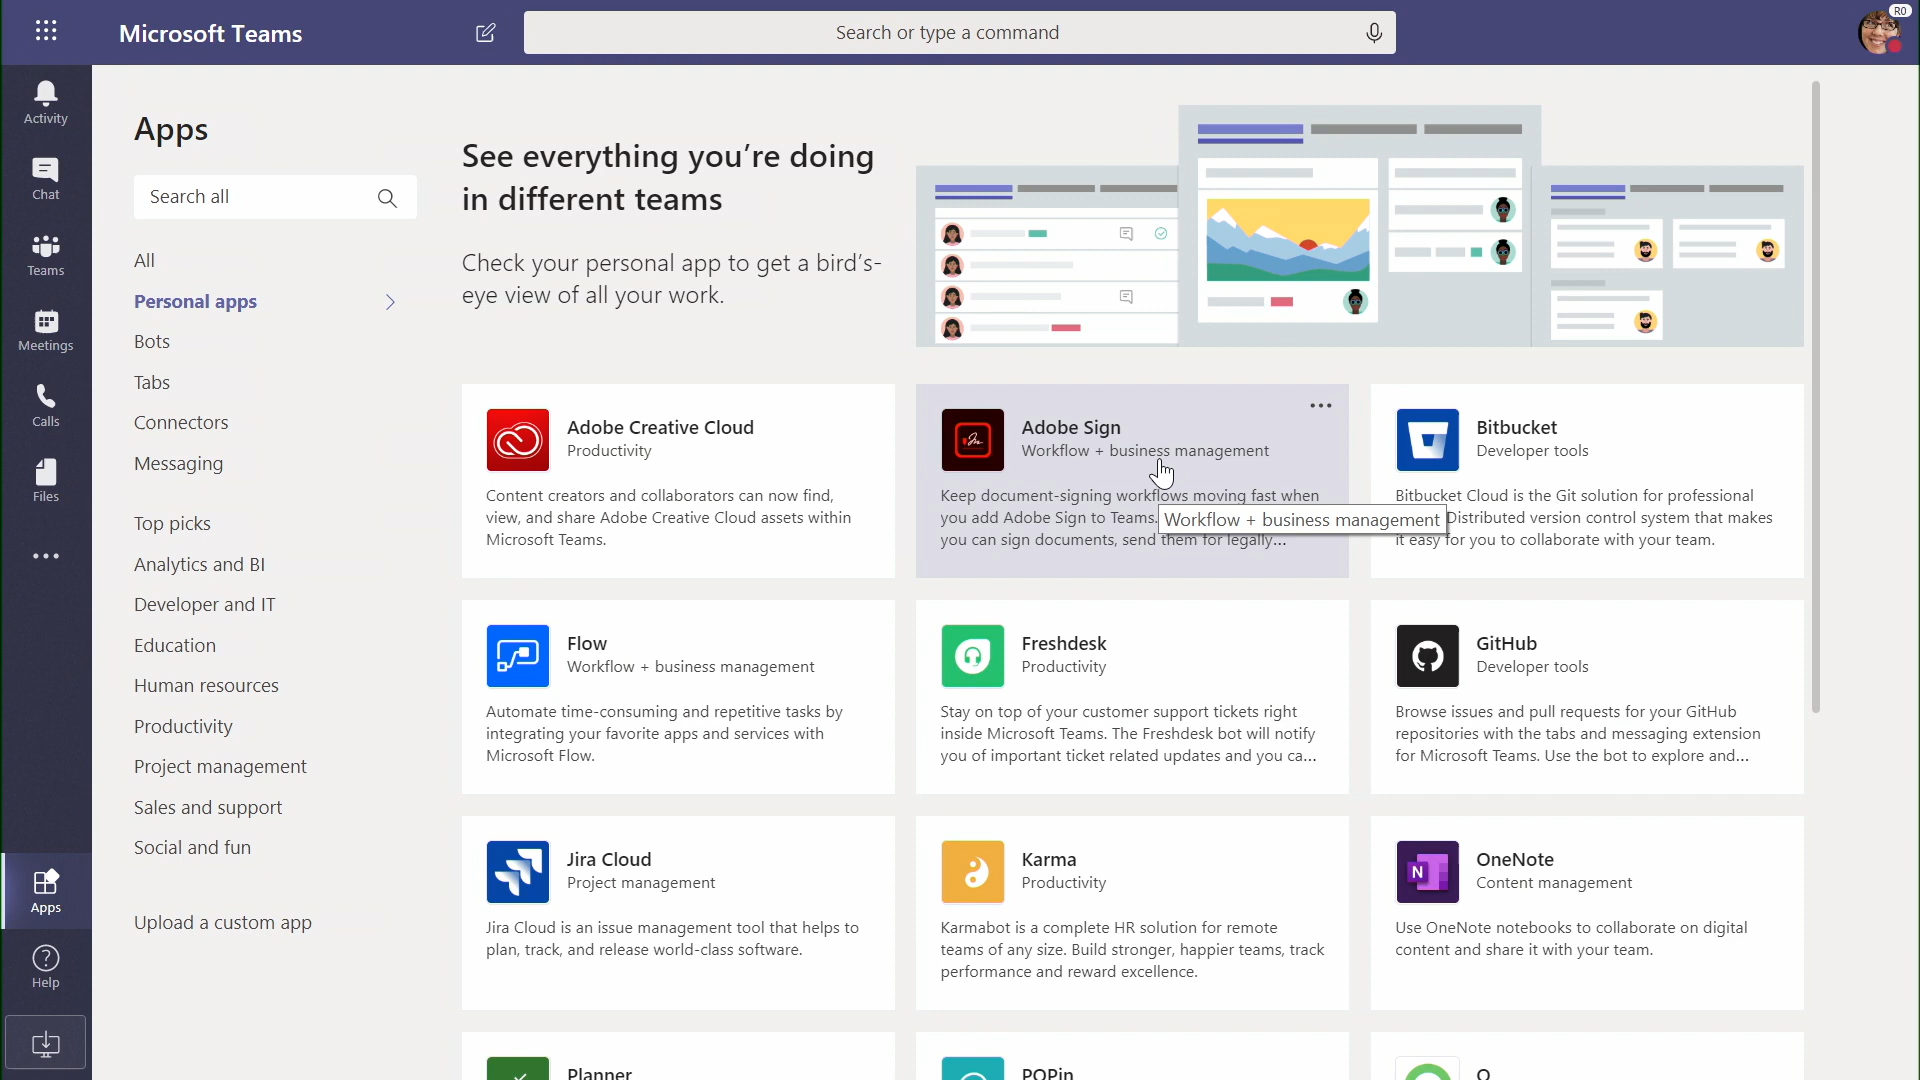 Microsoft Teams
Search or type a command
RO
Activity
Chat
Teams
Meetings
Calls
Files
Apps
Help
Apps
Search all
All
Personal apps
Bots
Tabs
Connectors
Messaging
Top picks
Analytics and BI
Developer and IT
Education
Human resources
Productivity
Project management
Sales and support
Social and fun
Upload a custom app
See everything you're doing
in different teams
Check your personal app to get a bird's-
eye view of all your work.
Adobe Creative Cloud
Productivity
Content creators and collaborators can now find,
view, and share Adobe Creative Cloud assets within
Microsoft Teams.
Adobe Sign
Workflow + business management
Keep document-signing workflows moving fast when
you add Adobe Sign to Teams.
you can sign documents, send them for legally...
Workflow + business management
Bitbucket
Developer tools
Bitbucket Cloud is the Git solution for professional
Distributed version control system that makes
it easy for you to collaborate with your team.
Flow
Workflow + business management
Automate time-consuming and repetitive tasks by
integrating your favorite apps and services with
Microsoft Flow.
Freshdesk
Productivity
Stay on top of your customer support tickets right
inside Microsoft Teams. The Freshdesk bot will notify
you of important ticket related updates and you ca...
GitHub
Developer tools
Browse issues and pull requests for your GitHub
repositories with the tabs and messaging extension
for Microsoft Teams. Use the bot to explore and...
Jira Cloud
Project management
Jira Cloud is an issue management tool that helps to
plan, track, and release world-class software.
Karma
Productivity
Karmabot is a complete HR solution for remote
teams of any size. Build stronger, happier teams, track
performance and reward excellence.
N
OneNote
Content management
Use OneNote notebooks to collaborate on digital
content and share it with your team.
Planner
POPin